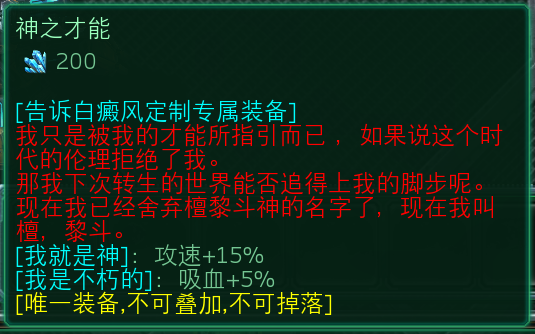 神之才能
200
[告诉白癜风定制专属装备]
我只是被我的才能所指引而已 ，如果说这个时
代的伦理拒绝了我。
那我下次转生的世界能否追得上我的脚步呢。
现在我已经舍弃檀黎斗神的名字了, 现在我叫
檀, 黎斗。
[我就是神]：攻速+15%
[我是不朽的]：吸血+5%
[唯一装备,不可叠加,不可掉落]